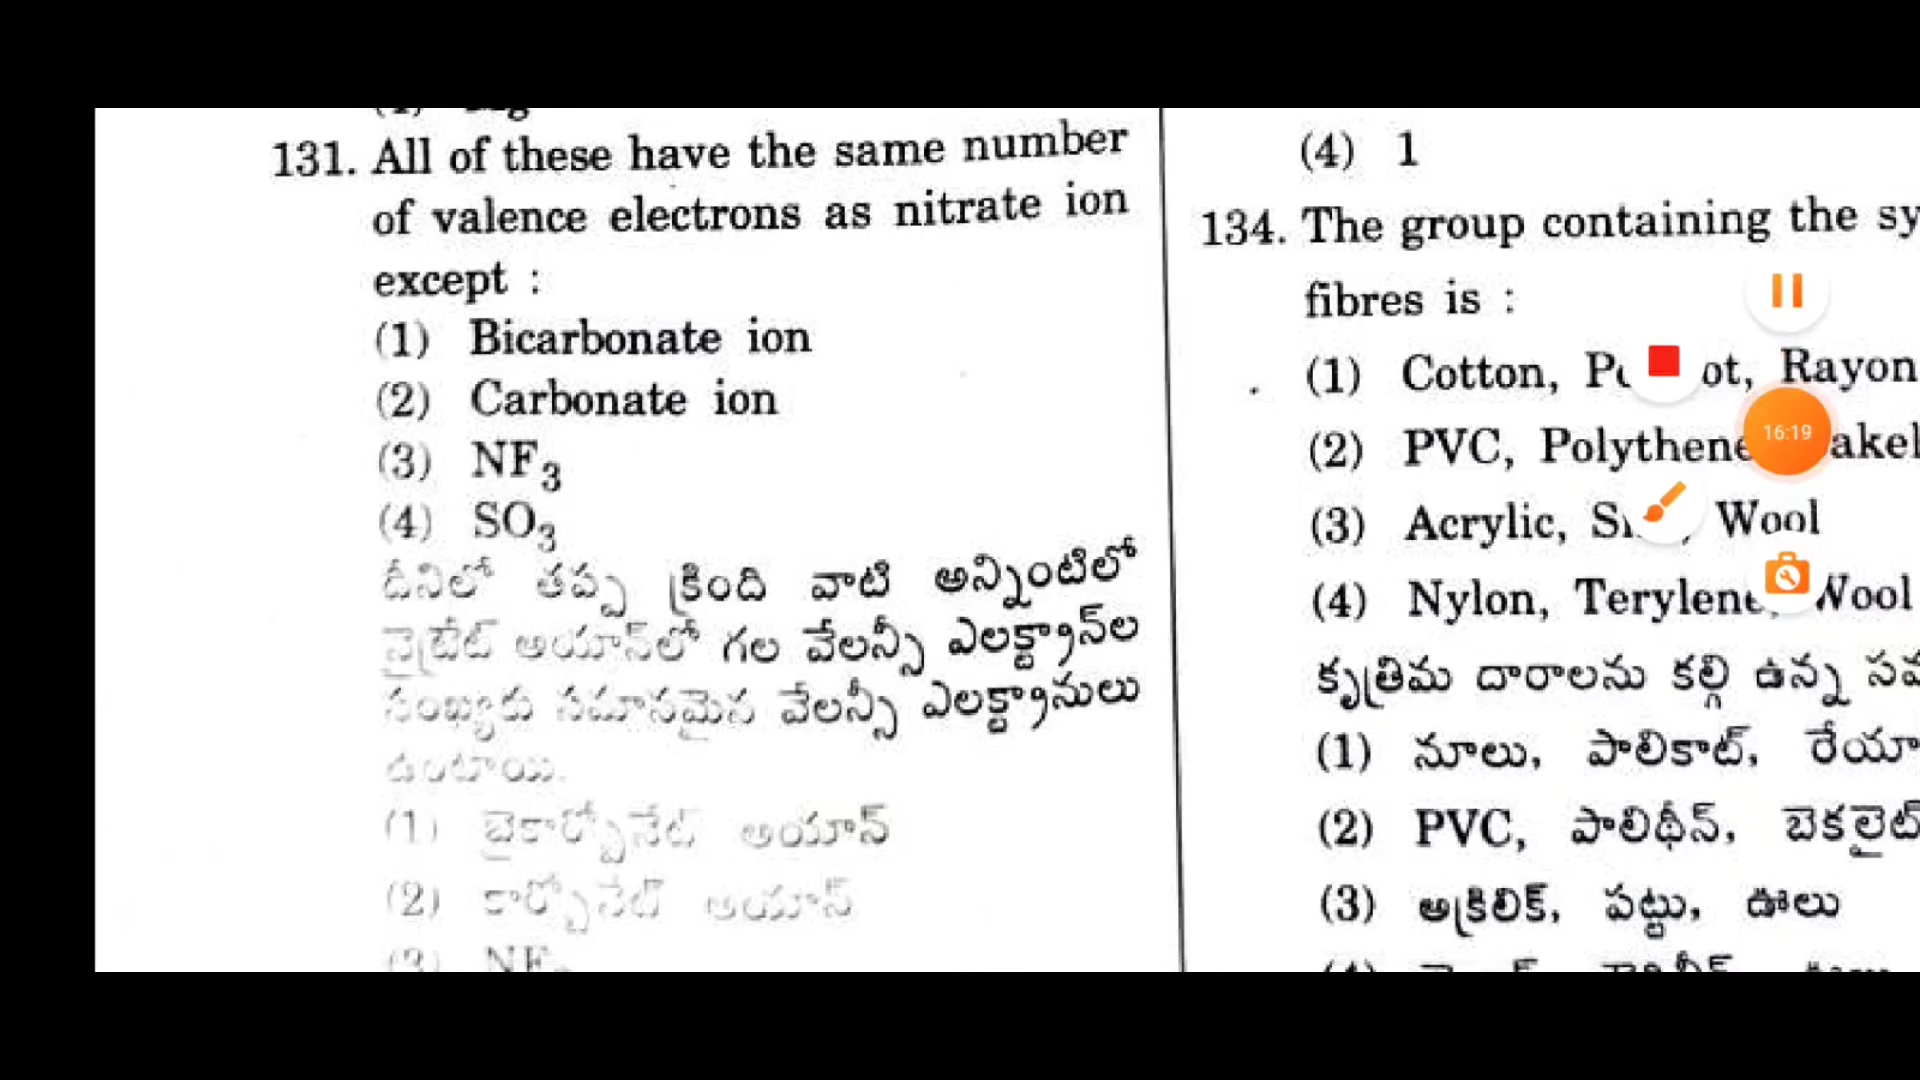 131. All of these have the same number
of valence electrons as nitrate ion
except :
(1) Bicarbonate ion
(2) Carbonate ion
(3) NF3
(4) SO3
దీనిలో తప్ప క్రింది వాటి అన్నింటిలో
నైట్రేట్ అయాన్‌లో గల వేలన్సీ ఎలక్ట్రాన్‌ల
సంఖ్యకు సమానమైన వేలన్సీ ఎలక్ట్రానులు
ఉంటాయి.
(1) బైకార్బోనేట్ అయాన్
(2) కార్బోనేట్ అయాన్
(4) 1
134. The group containing the sy
fibres is :
(1) Cotton, Rayon
(2) PVC, Polythene
(3) Acrylic, Wool
(4) Nylon, Terylene, Wool
కృత్రిమ దారాలను కల్గి ఉన్న
(1) నూలు, పాలికాట్,
(2) PVC, పాలిథీన్, బెకలైట్
(3) అక్రిలిక్, పట్టు, ఊలు
16:19